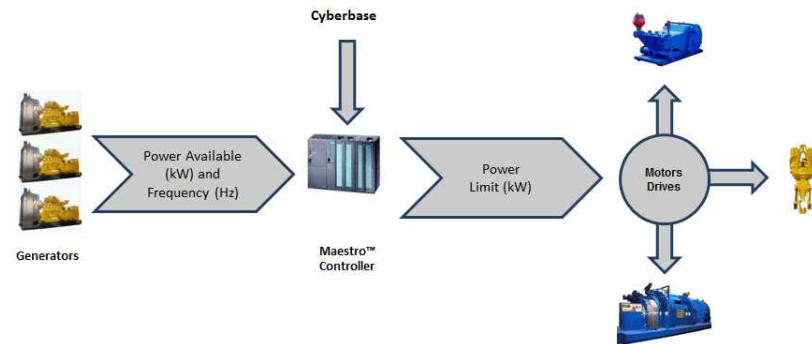 Cyberbase
Power Available
(kW) and
Frequency (Hz)
Power
Limit (kW)
Motors
Drives
Generators
Maestro™
Controller